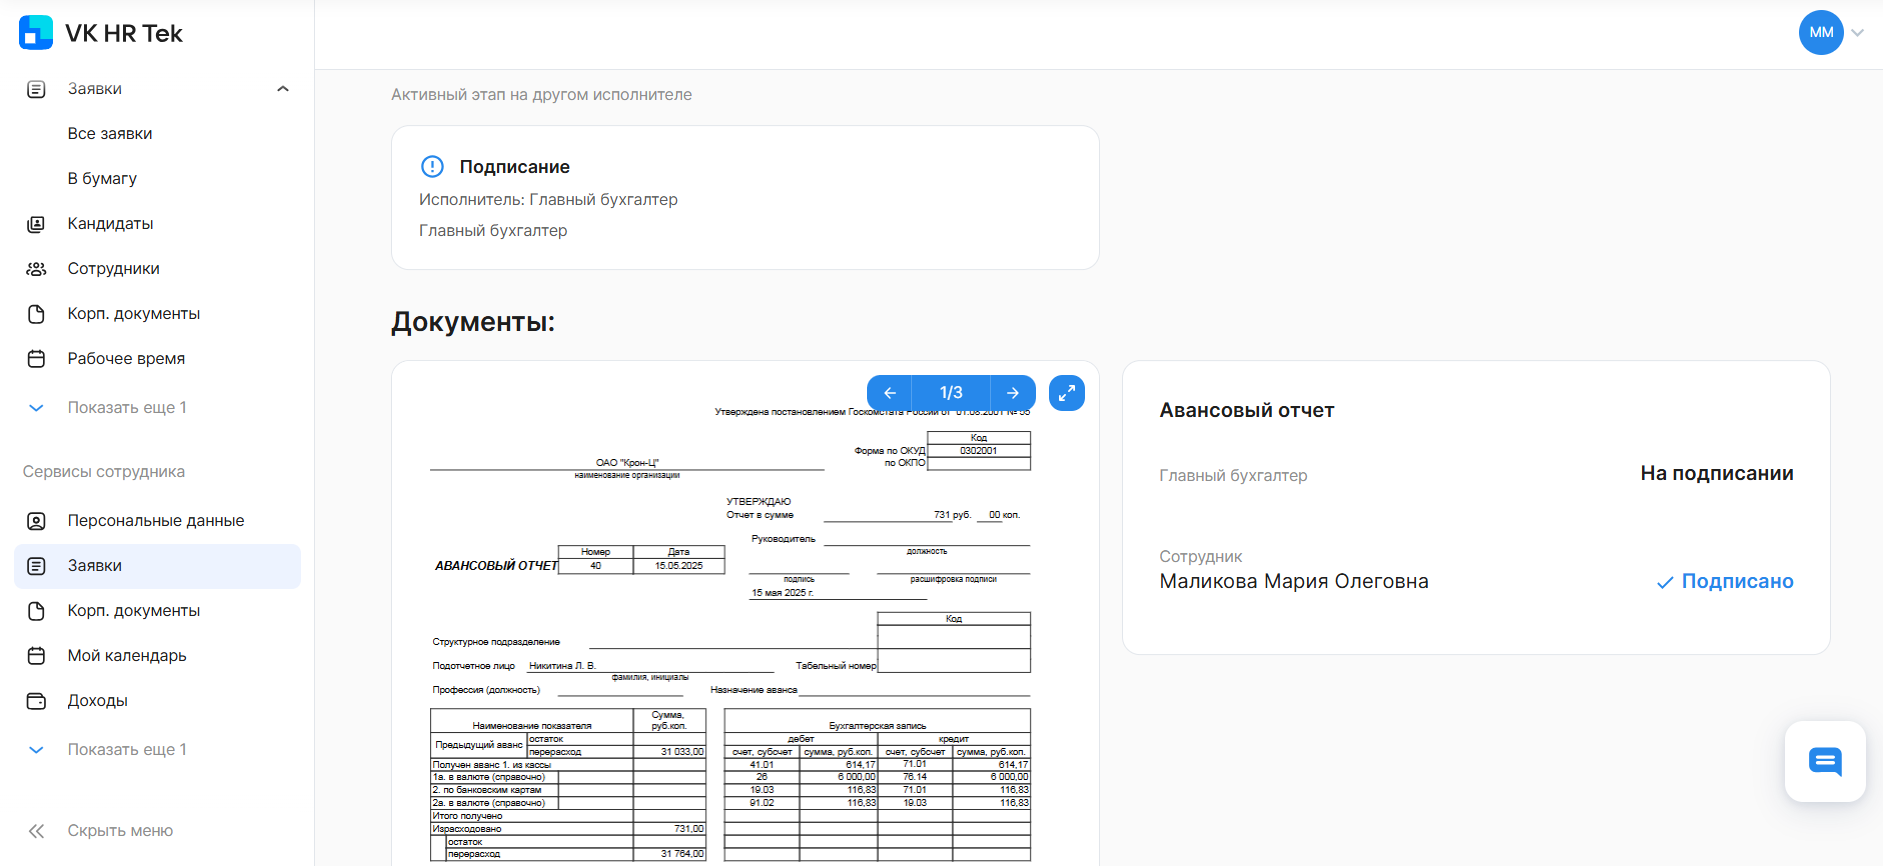 VK HR Tek
MM
Заявки
Все заявки
В бумагу
Кандидаты
Сотрудники
Корп. документы
Рабочее время
Показать еще 1
Сервисы сотрудника
Персональные данные
Заявки
Корп. документы
Мой календарь
Доходы
Показать еще 1
Скрыть меню
Активный этап на другом исполнителе
Подписание
Исполнитель: Главный бухгалтер
Главный бухгалтер
Документы:
1/3
Утверждена постановлением Госкомстата России от 01.08.2001 № 55
Код
Форма по ОКУД 0302001
по ОКПО
ОАО "Крон-Ц"
наименование организации
УТВЕРЖДАЮ
Отчет в сумме 731 руб. 00 коп.
Руководитель
должность
АВАНСОВЫЙ ОТЧЕТ
Номер Дата
40 15.05.2025
подпись расшифровка подписи
15 мая 2025 г.
Код
Структурное подразделение
Подотчетное лицо Никитина Л. В. Табельный номер
фамилия, инициалы
Профессия (должность) Назначение аванса
Наименование показателя Сумма, руб.коп.
Предыдущий аванс остаток
перерасход 31 033,00
Получен аванс 1. из кассы
1а. в валюте (справочно)
2. по банковским картам
2а. в валюте (справочно)
Итого получено
Израсходовано 731,00
остаток
перерасход 31 764,00
Бухгалтерская запись
дебет кредит
счет, субсчет сумма, руб.коп. счет, субсчет сумма, руб.коп.
41.01 614,17 71.01 614,17
26 6 000,00 76.14 6 000,00
19.03 116,83 71.01 116,83
91.02 116,83 19.03 116,83
Авансовый отчет
Главный бухгалтер На подписании
Сотрудник
Маликова Мария Олеговна Подписано